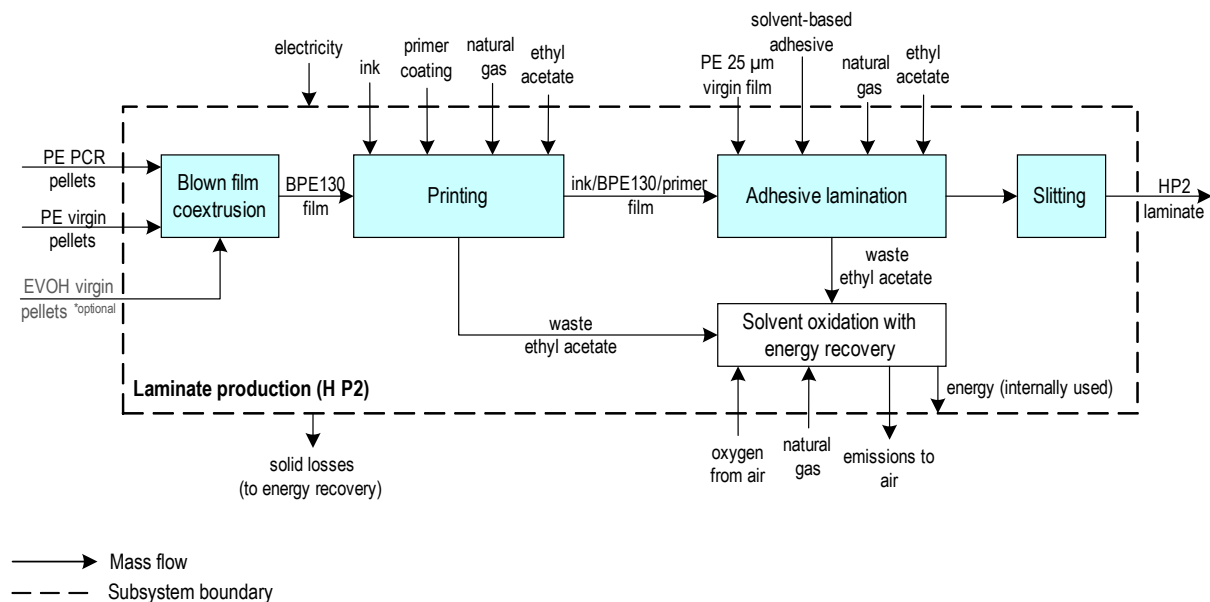 electricity
ink
primer
coating
natural
gas
ethyl
acetate
PE 25 µm
virgin film
solvent-based
adhesive
natural
gas
ethyl
acetate
PE PCR
pellets
PE virgin
pellets
EVOH virgin
pellets *optional
Blown film
coextrusion
BPE130
film
Printing
ink/BPE130/primer
film
Adhesive lamination
Slitting
HP2
laminate
waste
ethyl acetate
waste
ethyl acetate
Solvent oxidation with
energy recovery
Laminate production (H P2)
energy (internally used)
solid losses
(to energy recovery)
oxygen
from air
natural
gas
emissions to
air
Mass flow
Subsystem boundary